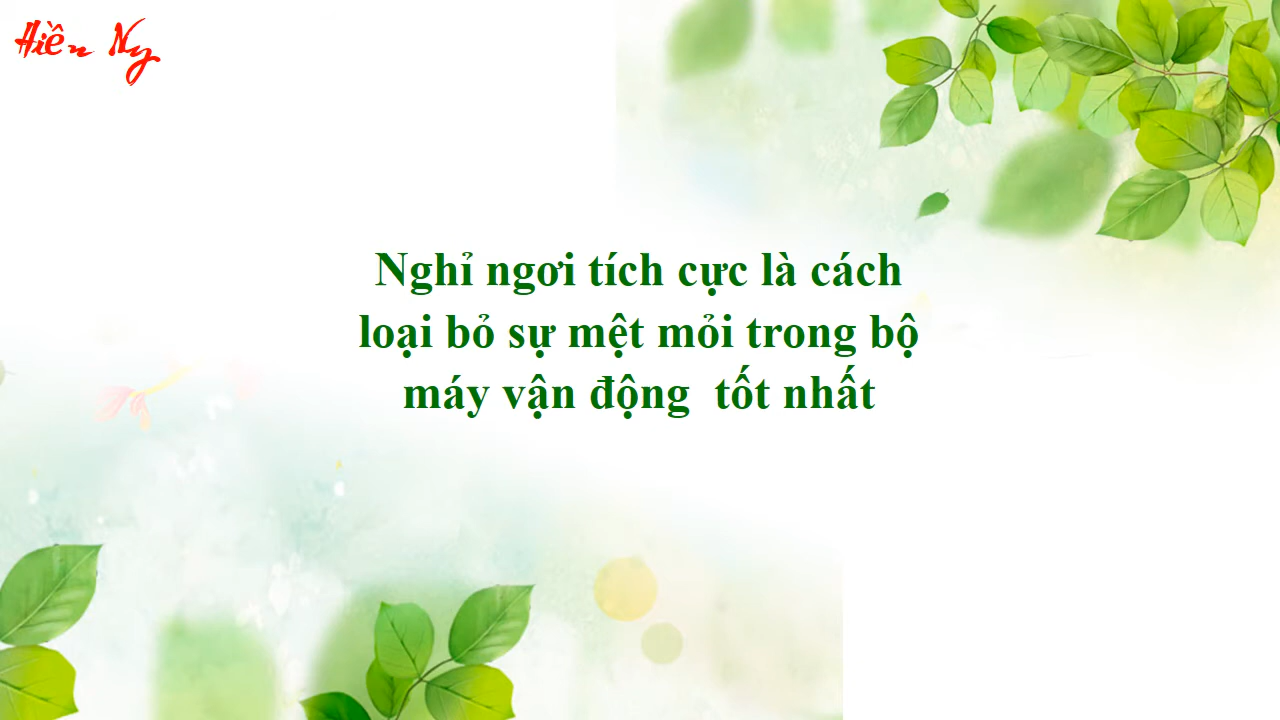 Hiền Ny
Nghỉ ngơi tích cực là cách
loại bỏ sự mệt mỏi trong bộ
máy vận động  tốt nhất